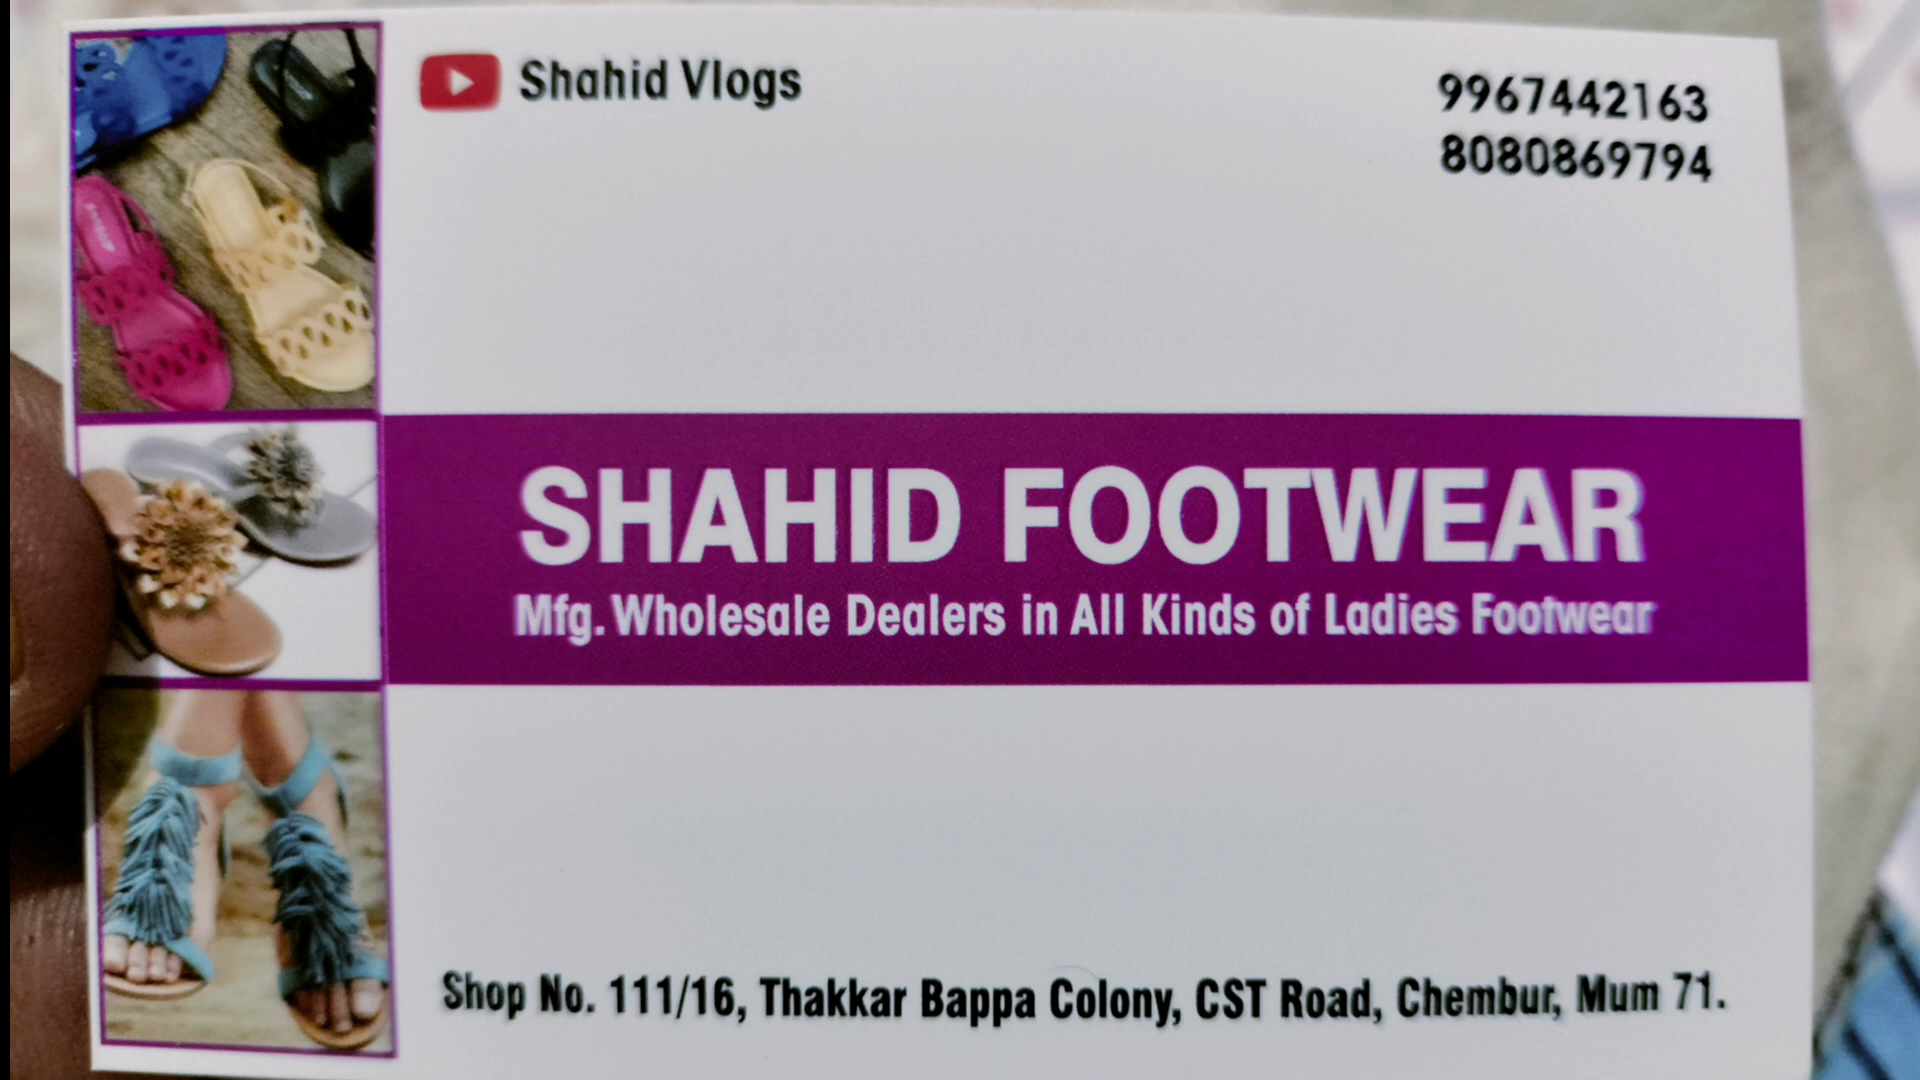 Shahid Vlogs
9967442163
8080869794
SHAHID FOOTWEAR
Mfg. Wholesale Dealers in All Kinds of Ladies Footwear
Shop No. 111/16, Thakkar Bappa Colony, CST Road, Chembur, Mum 71.